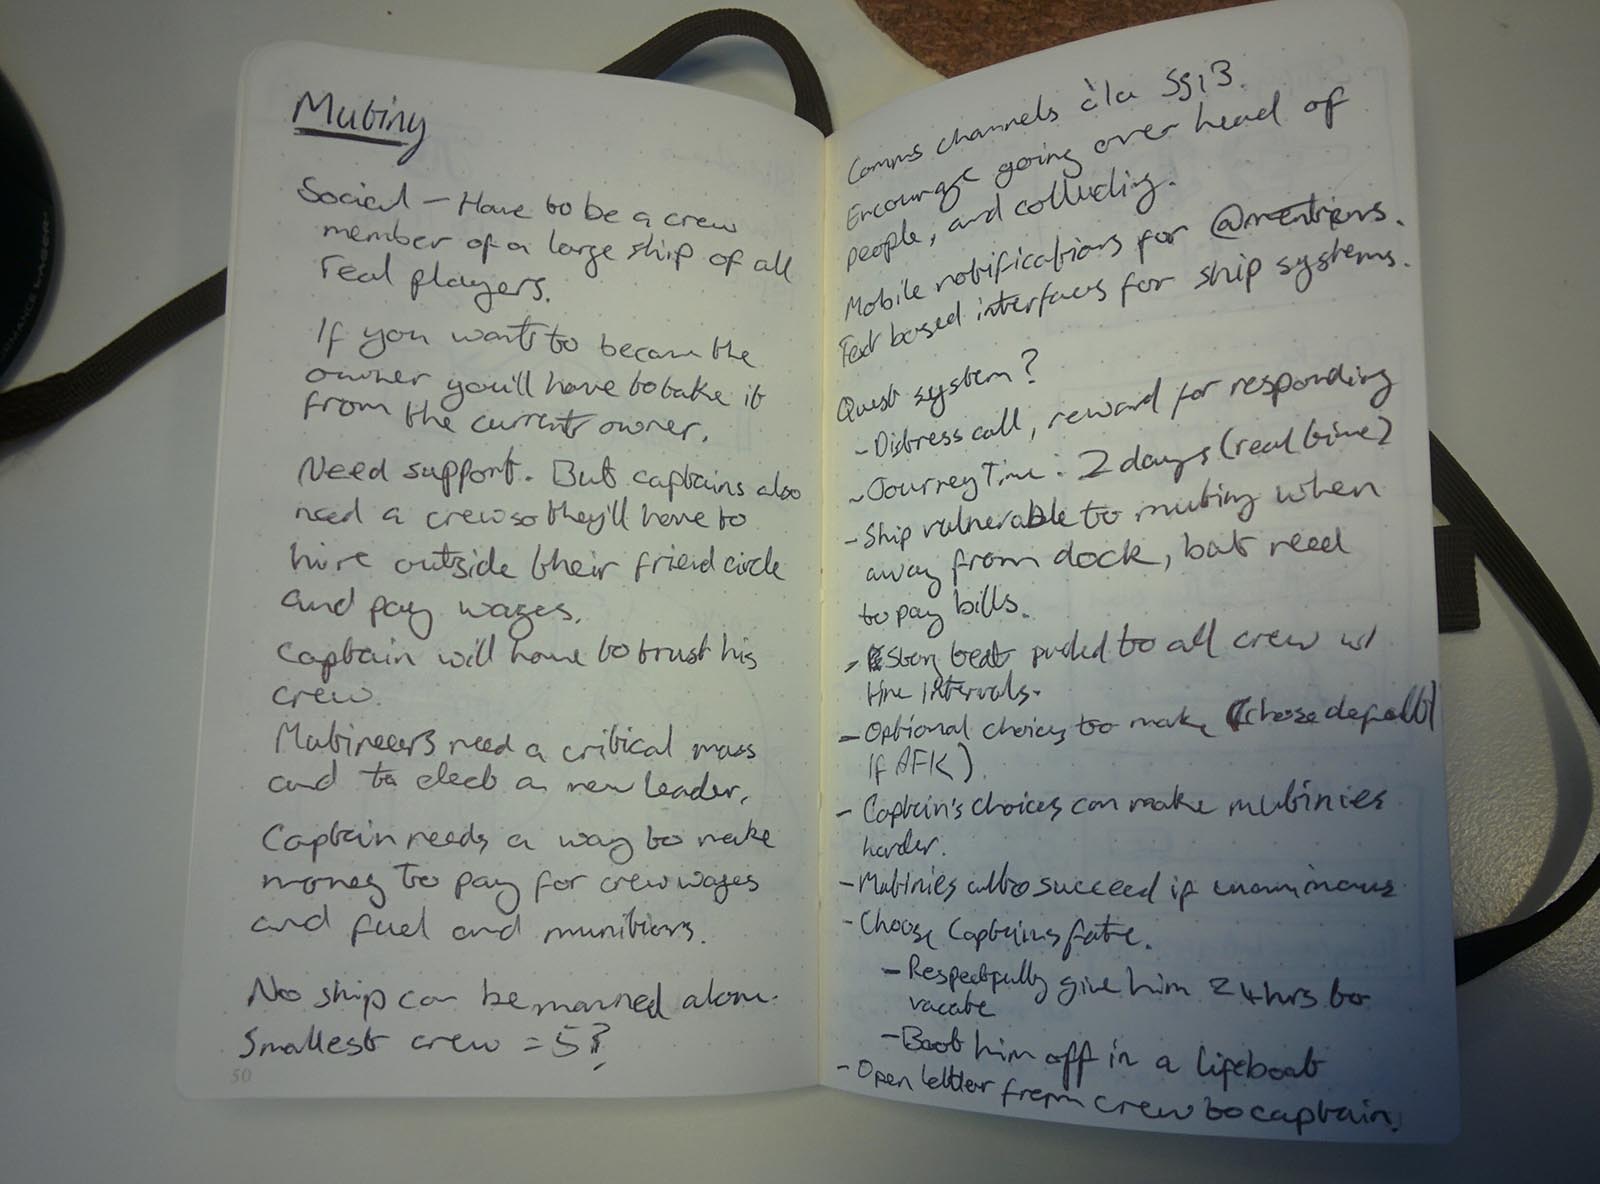 Mutiny
Social - Have to be a crew
member of a large ship of all
real players.
If you wants to become the
owner you'll have to take it
from the current owner.
Need support. But captains also
need a crew so they'll have to
hire outside their friend circle
and pay wages.
Captain will have to trust his
crew.
Mutineers need a critical mass
and to elect a new leader.
Captain needs a way to make
money to pay for crew wages
and fuel and munitions.
No ship can be manned alone.
Smallest crew = 5?
50
Comms channels à la SS13.
Encourage going over head of
people, and colluding.
Mobile notifications for @mentions.
Text based interfaces for ship systems.
Quest system?
- Distress call, reward for responding
- Journey Time: 2 days (real time)
- Ship vulnerable to mutiny when
away from dock, but need
to pay bills.
- Story beat pushed to all crew w/
time intervals.
- Optional choices to make (chose default
if AFK).
- Captain's choices can make mutinies
harder.
- Mutinies succeed if unanimous
- Choose Captains fate.
- Respectfully give him 24hrs to
vacate
- Boot him off in a lifeboat
- Open letter from crew to captain.